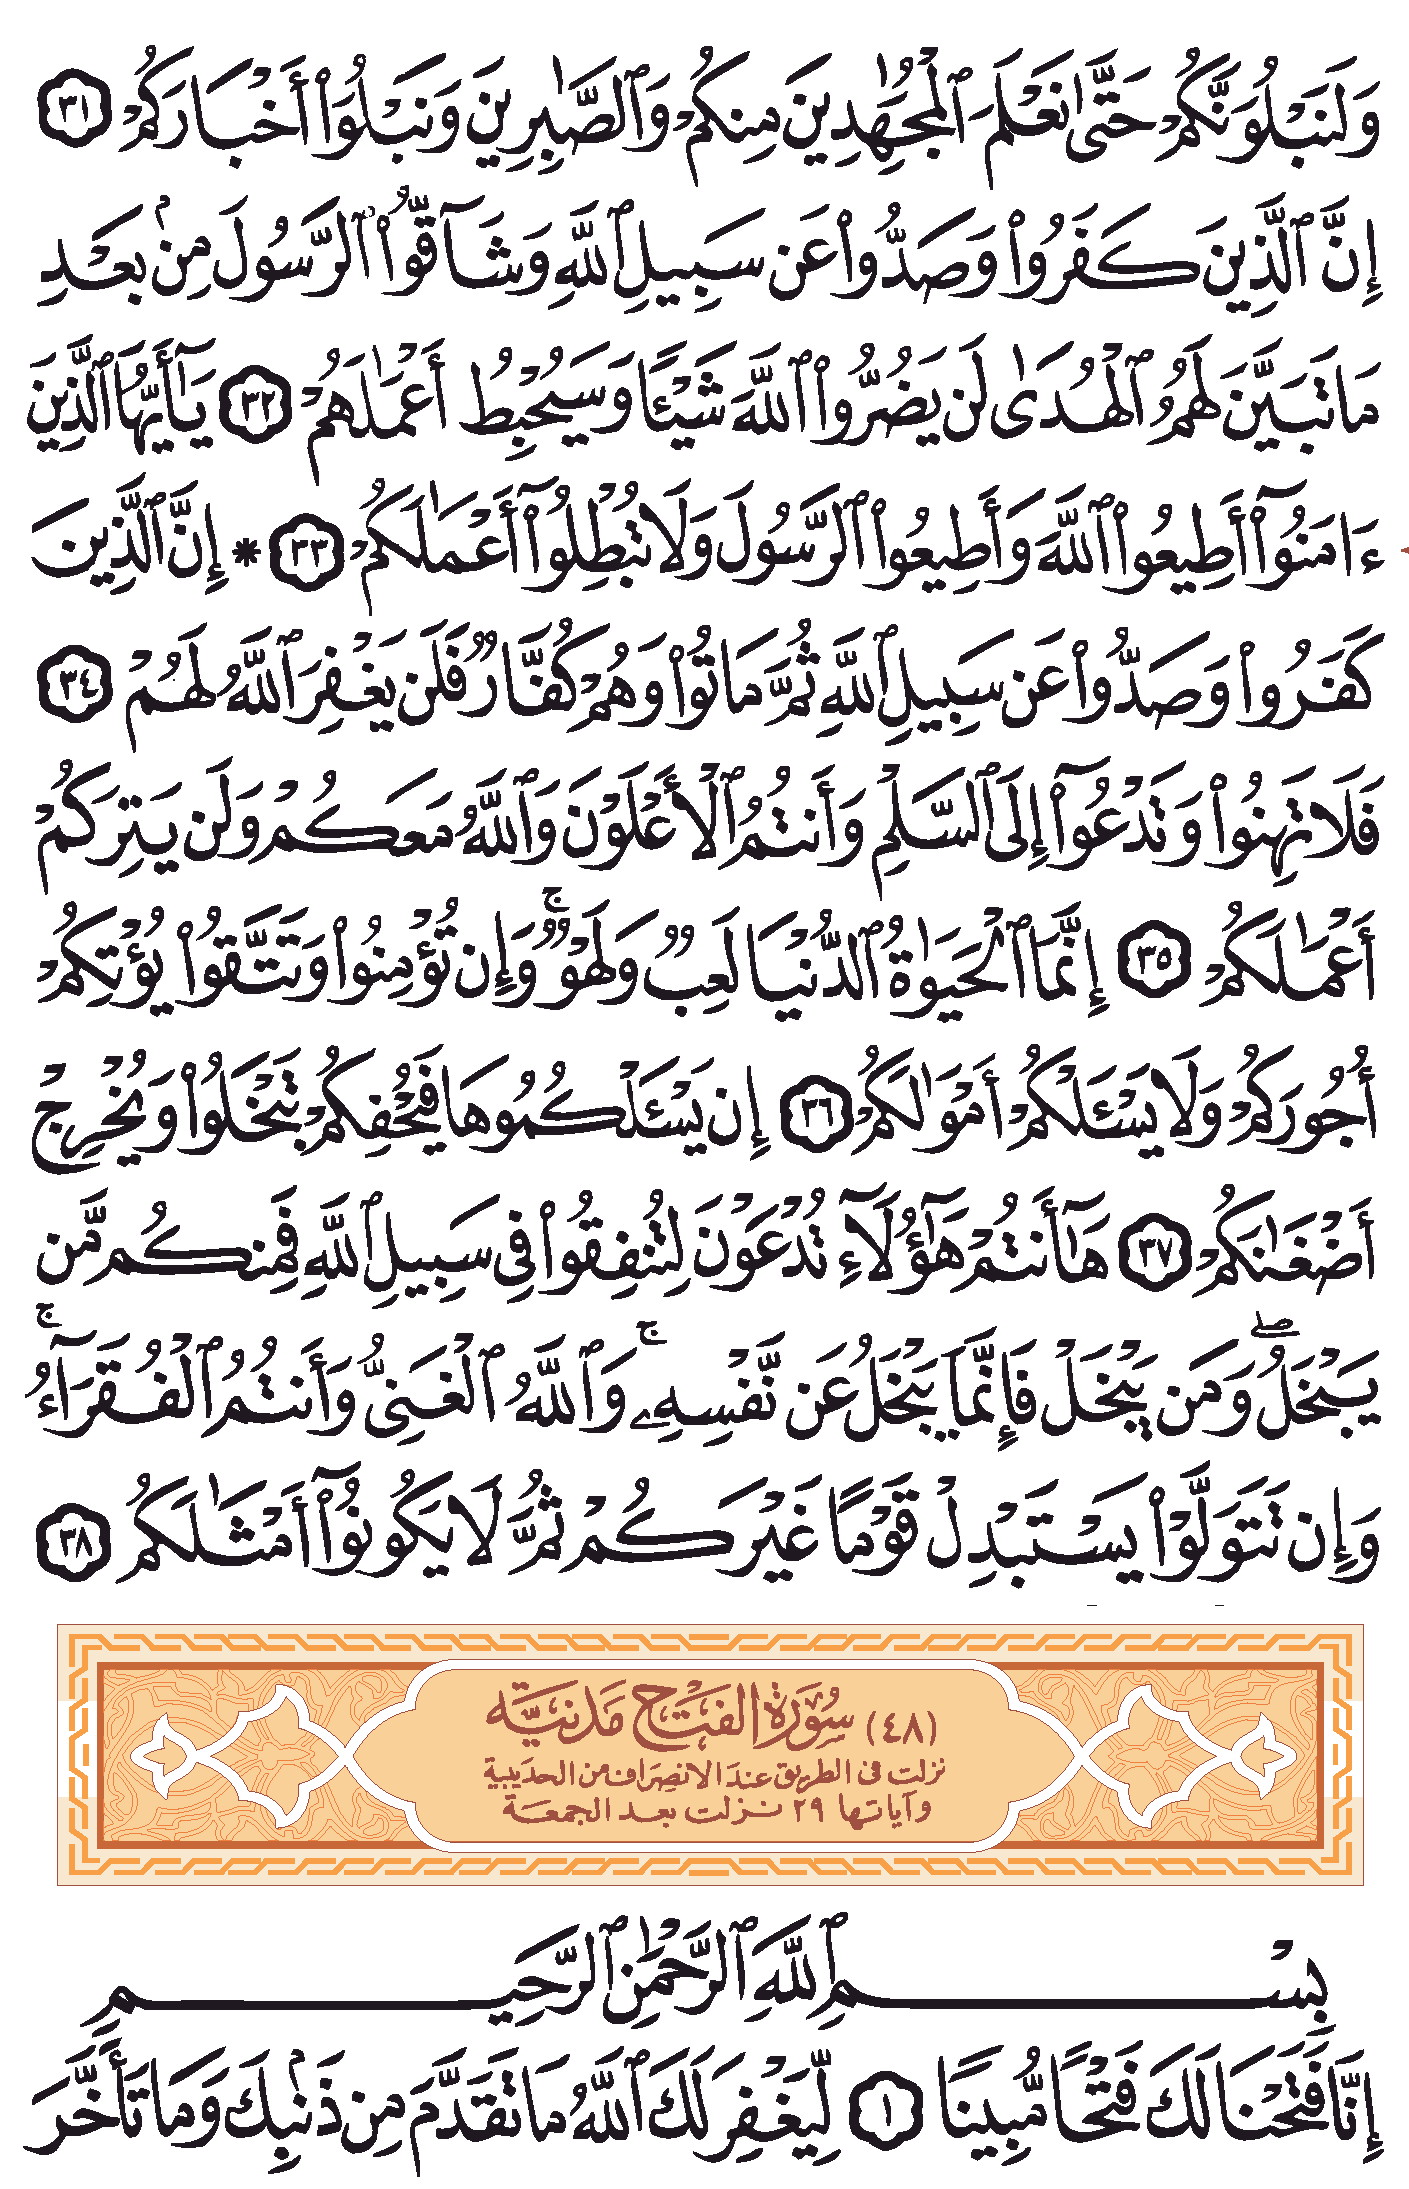 وَلَنَبۡلُوَنَّكُمۡ حَتَّىٰ نَعۡلَمَ ٱلۡمُجَٰهِدِينَ مِنكُمۡ وَٱلصَّٰبِرِينَ وَنَبۡلُوَاْ أَخۡبَارَكُمۡ ٣١
إِنَّ ٱلَّذِينَ كَفَرُواْ وَصَدُّواْ عَن سَبِيلِ ٱللَّهِ وَشَآقُّواْ ٱلرَّسُولَ مِنۢ بَعۡدِ
مَا تَبَيَّنَ لَهُمُ ٱلۡهُدَىٰ لَن يَضُرُّواْ ٱللَّهَ شَيۡـًٔا وَسَيُحۡبِطُ أَعۡمَٰلَهُمۡ ٣٢ يَٰٓأَيُّهَا ٱلَّذِينَ
ءَامَنُوٓاْ أَطِيعُواْ ٱللَّهَ وَأَطِيعُواْ ٱلرَّسُولَ وَلَا تُبۡطِلُوٓاْ أَعۡمَٰلَكُمۡ ٣٣ * إِنَّ ٱلَّذِينَ
كَفَرُواْ وَصَدُّواْ عَن سَبِيلِ ٱللَّهِ ثُمَّ مَاتُواْ وَهُمۡ كُفَّارٞ فَلَن يَغۡفِرَ ٱللَّهُ لَهُمۡ ٣٤
فَلَا تَهِنُواْ وَتَدۡعُوٓاْ إِلَى ٱلسَّلۡمِ وَأَنتُمُ ٱلۡأَعۡلَوۡنَ وَٱللَّهُ مَعَكُمۡ وَلَن يَتِرَكُمۡ
أَعۡمَٰلَكُمۡ ٣٥ إِنَّمَا ٱلۡحَيَوٰةُ ٱلدُّنۡيَا لَعِبٞ وَلَهۡوٞۚ وَإِن تُؤۡمِنُواْ وَتَتَّقُواْ يُؤۡتِكُمۡ
أُجُورَكُمۡ وَلَا يَسۡـَٔلۡكُمۡ أَمۡوَٰلَكُمۡ ٣٦ إِن يَسۡـَٔلۡكُمُوهَا فَيُحۡفِكُمۡ تَبۡخَلُواْ وَيُخۡرِجۡ
أَضۡغَٰنَكُمۡ ٣٧ هَٰٓأَنتُمۡ هَٰٓؤُلَآءِ تُدۡعَوۡنَ لِتُنفِقُواْ فِي سَبِيلِ ٱللَّهِ فَمِنكُم مَّن
يَبۡخَلُۖ وَمَن يَبۡخَلۡ فَإِنَّمَا يَبۡخَلُ عَن نَّفۡسِهِۦۚ وَٱللَّهُ ٱلۡغَنِيُّ وَأَنتُمُ ٱلۡفُقَرَآءُۚ
وَإِن تَتَوَلَّوۡاْ يَسۡتَبۡدِلۡ قَوۡمًا غَيۡرَكُمۡ ثُمَّ لَا يَكُونُوٓاْ أَمۡثَٰلَكُم ٣٨
(٤٨) سُورَةُ الفَتۡحِ مَدَنيَّة
نزلت فى الطريق عند الانصراف من الحديبية
وآياتها ٢٩ نزلت بعد الجمعة
بِسۡمِ ٱللَّهِ ٱلرَّحۡمَٰنِ ٱلرَّحِيمِ
إِنَّا فَتَحۡنَا لَكَ فَتۡحٗا مُّبِينٗا ١ لِّيَغۡفِرَ لَكَ ٱللَّهُ مَا تَقَدَّمَ مِن ذَنۢبِكَ وَمَا تَأَخَّرَ